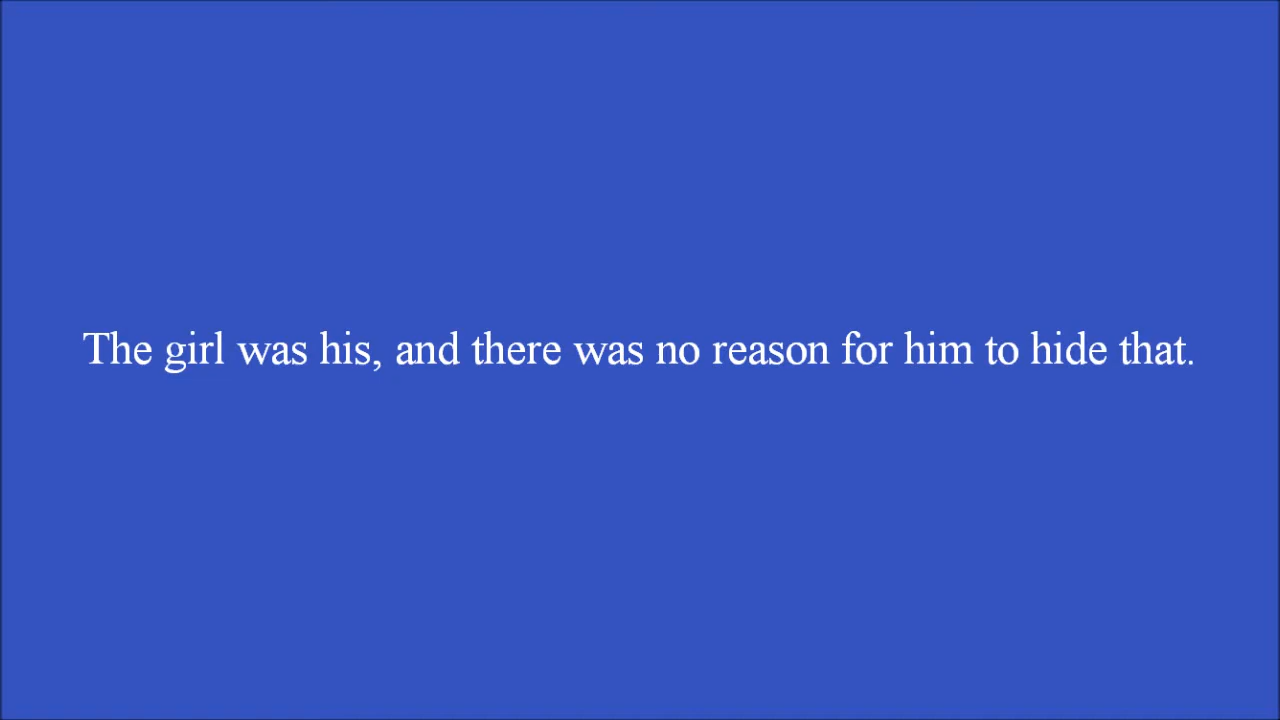 The girl was his, and there was no reason for him to hide that.